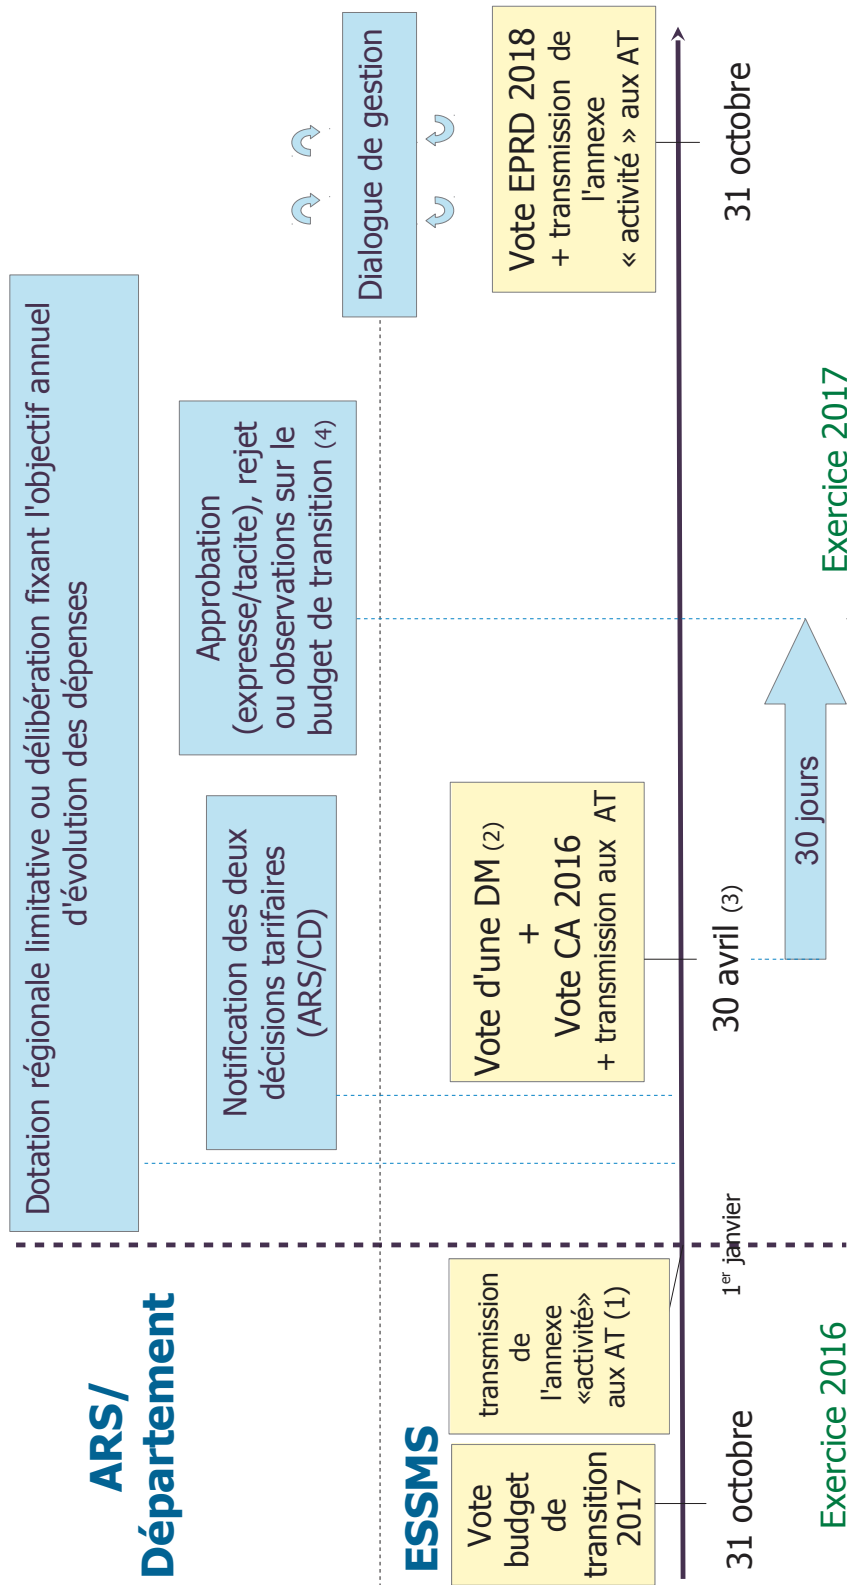 ARS/
Département
Dotation régionale limitative ou délibération fixant l'objectif annuel
d'évolution des dépenses
Notification des deux
décisions tarifaires
(ARS/CD)
Approbation
(expresse/tacite), rejet
ou observations sur le
budget de transition (4)
Dialogue de gestion
ESSMS
Vote
budget
de
transition
2017
transmission
de
l'annexe
«activité»
aux AT (1)
Vote d'une DM (2)
+
Vote CA 2016
+ transmission aux AT
Vote EPRD 2018
+ transmission de
l'annexe
« activité » aux AT
31 octobre
1er janvier
30 avril (3)
31 octobre
30 jours
Exercice 2016
Exercice 2017